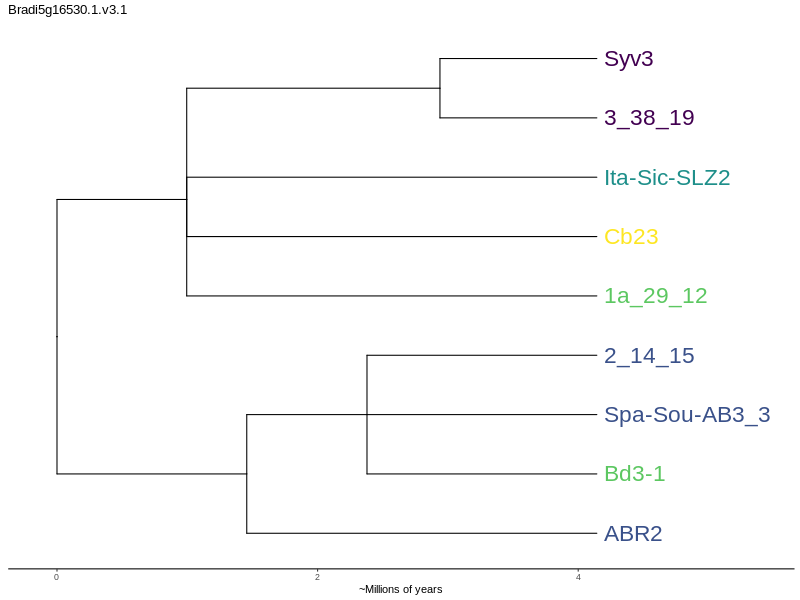 Bradi5g16530.1.v3.1
Syv3
3_38_19
Ita-Sic-SLZ2
Cb23
1a_29_12
2_14_15
Spa-Sou-AB3_3
Bd3-1
ABR2
0 2 4
~Millions of years